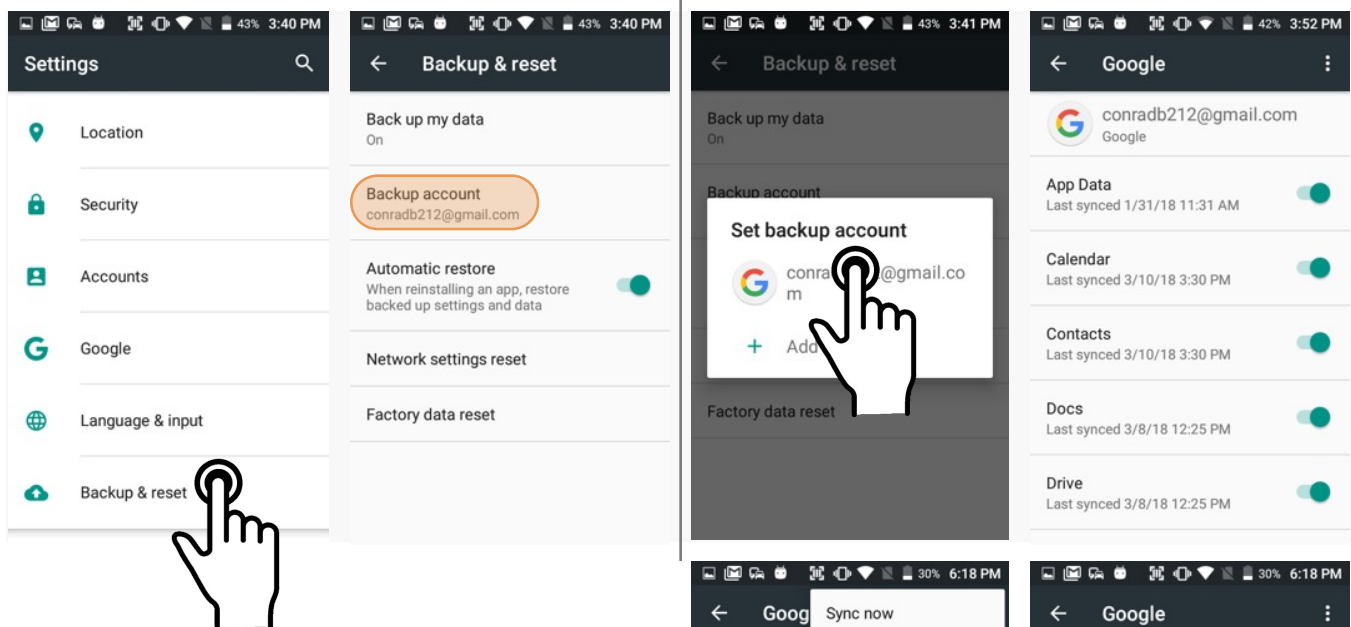 43% 3:40 PM
Settings
Location
Security
Accounts
Google
Language & input
Backup & reset
43% 3:40 PM
Backup & reset
Back up my data
On
Backup account
conradb212@gmail.com
Automatic restore
When reinstalling an app, restore
backed up settings and data
Network settings reset
Factory data reset
43% 3:41 PM
Backup & reset
Back up my data
On
Backup account
Set backup account
conra @gmail.co
m
Add
Factory data reset
42% 3:52 PM
Google
conradb212@gmail.com
Google
App Data
Last synced 1/31/18 11:31 AM
Calendar
Last synced 3/10/18 3:30 PM
Contacts
Last synced 3/10/18 3:30 PM
Docs
Last synced 3/8/18 12:25 PM
Drive
Last synced 3/8/18 12:25 PM
30% 6:18 PM
Goog
Sync now
30% 6:18 PM
Google